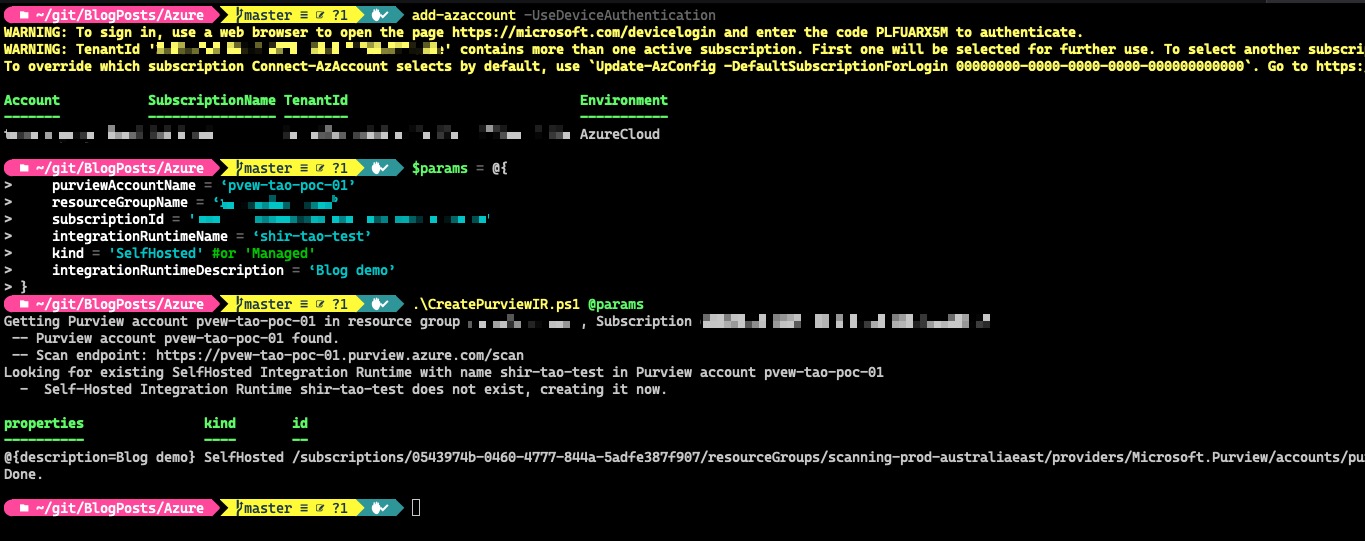 ~/git/BlogPosts/Azure master ≡ ?1 add-azaccount -UseDeviceAuthentication
WARNING: To sign in, use a web browser to open the page https://microsoft.com/devicelogin and enter the code PLFUARX5M to authenticate.
WARNING: TenantId ' ' contains more than one active subscription. First one will be selected for further use. To select another subscri
To override which subscription Connect-AzAccount selects by default, use `Update-AzConfig -DefaultSubscriptionForLogin 00000000-0000-0000-0000-000000000000`. Go to https:
Account SubscriptionName TenantId Environment
------- ---------------- -------- -----------
AzureCloud
~/git/BlogPosts/Azure master ≡ ?1 $params = @{
> purviewAccountName = ‘pvew-tao-poc-01’
> resourceGroupName = ‘ ’
> subscriptionId = ' '
> integrationRuntimeName = ‘shir-tao-test’
> kind = 'SelfHosted' #or 'Managed'
> integrationRuntimeDescription = ‘Blog demo’
> }
~/git/BlogPosts/Azure master ≡ ?1 .\CreatePurviewIR.ps1 @params
Getting Purview account pvew-tao-poc-01 in resource group , Subscription
-- Purview account pvew-tao-poc-01 found.
-- Scan endpoint: https://pvew-tao-poc-01.purview.azure.com/scan
Looking for existing SelfHosted Integration Runtime with name shir-tao-test in Purview account pvew-tao-poc-01
- Self-Hosted Integration Runtime shir-tao-test does not exist, creating it now.
properties kind id
---------- ---- --
@{description=Blog demo} SelfHosted /subscriptions/0543974b-0460-4777-844a-5adfe387f907/resourceGroups/scanning-prod-australiaeast/providers/Microsoft.Purview/accounts/pu
Done.
~/git/BlogPosts/Azure master ≡ ?1